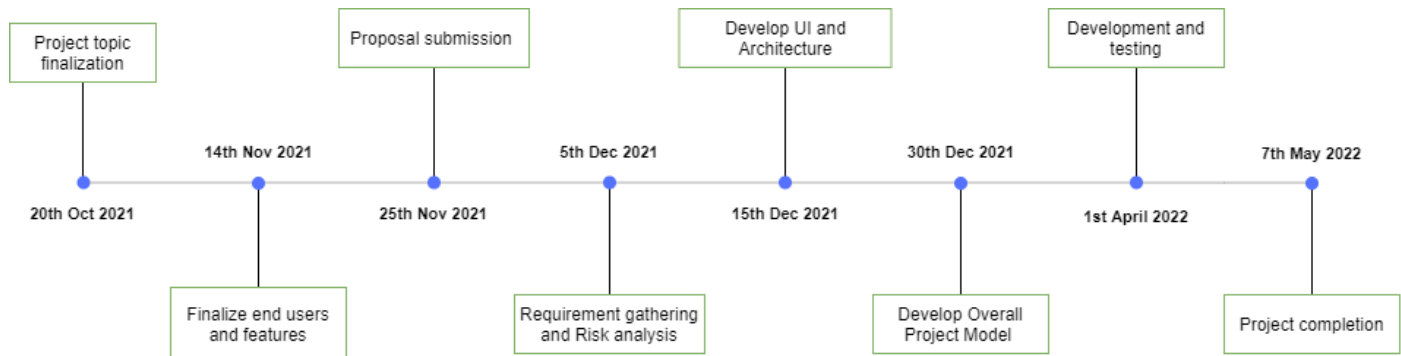 Project topic
finalization
Proposal submission
Develop UI and
Architecture
Development and
testing
14th Nov 2021
5th Dec 2021
30th Dec 2021
7th May 2022
20th Oct 2021
25th Nov 2021
15th Dec 2021
1st April 2022
Finalize end users
and features
Requirement gathering
and Risk analysis
Develop Overall
Project Model
Project completion